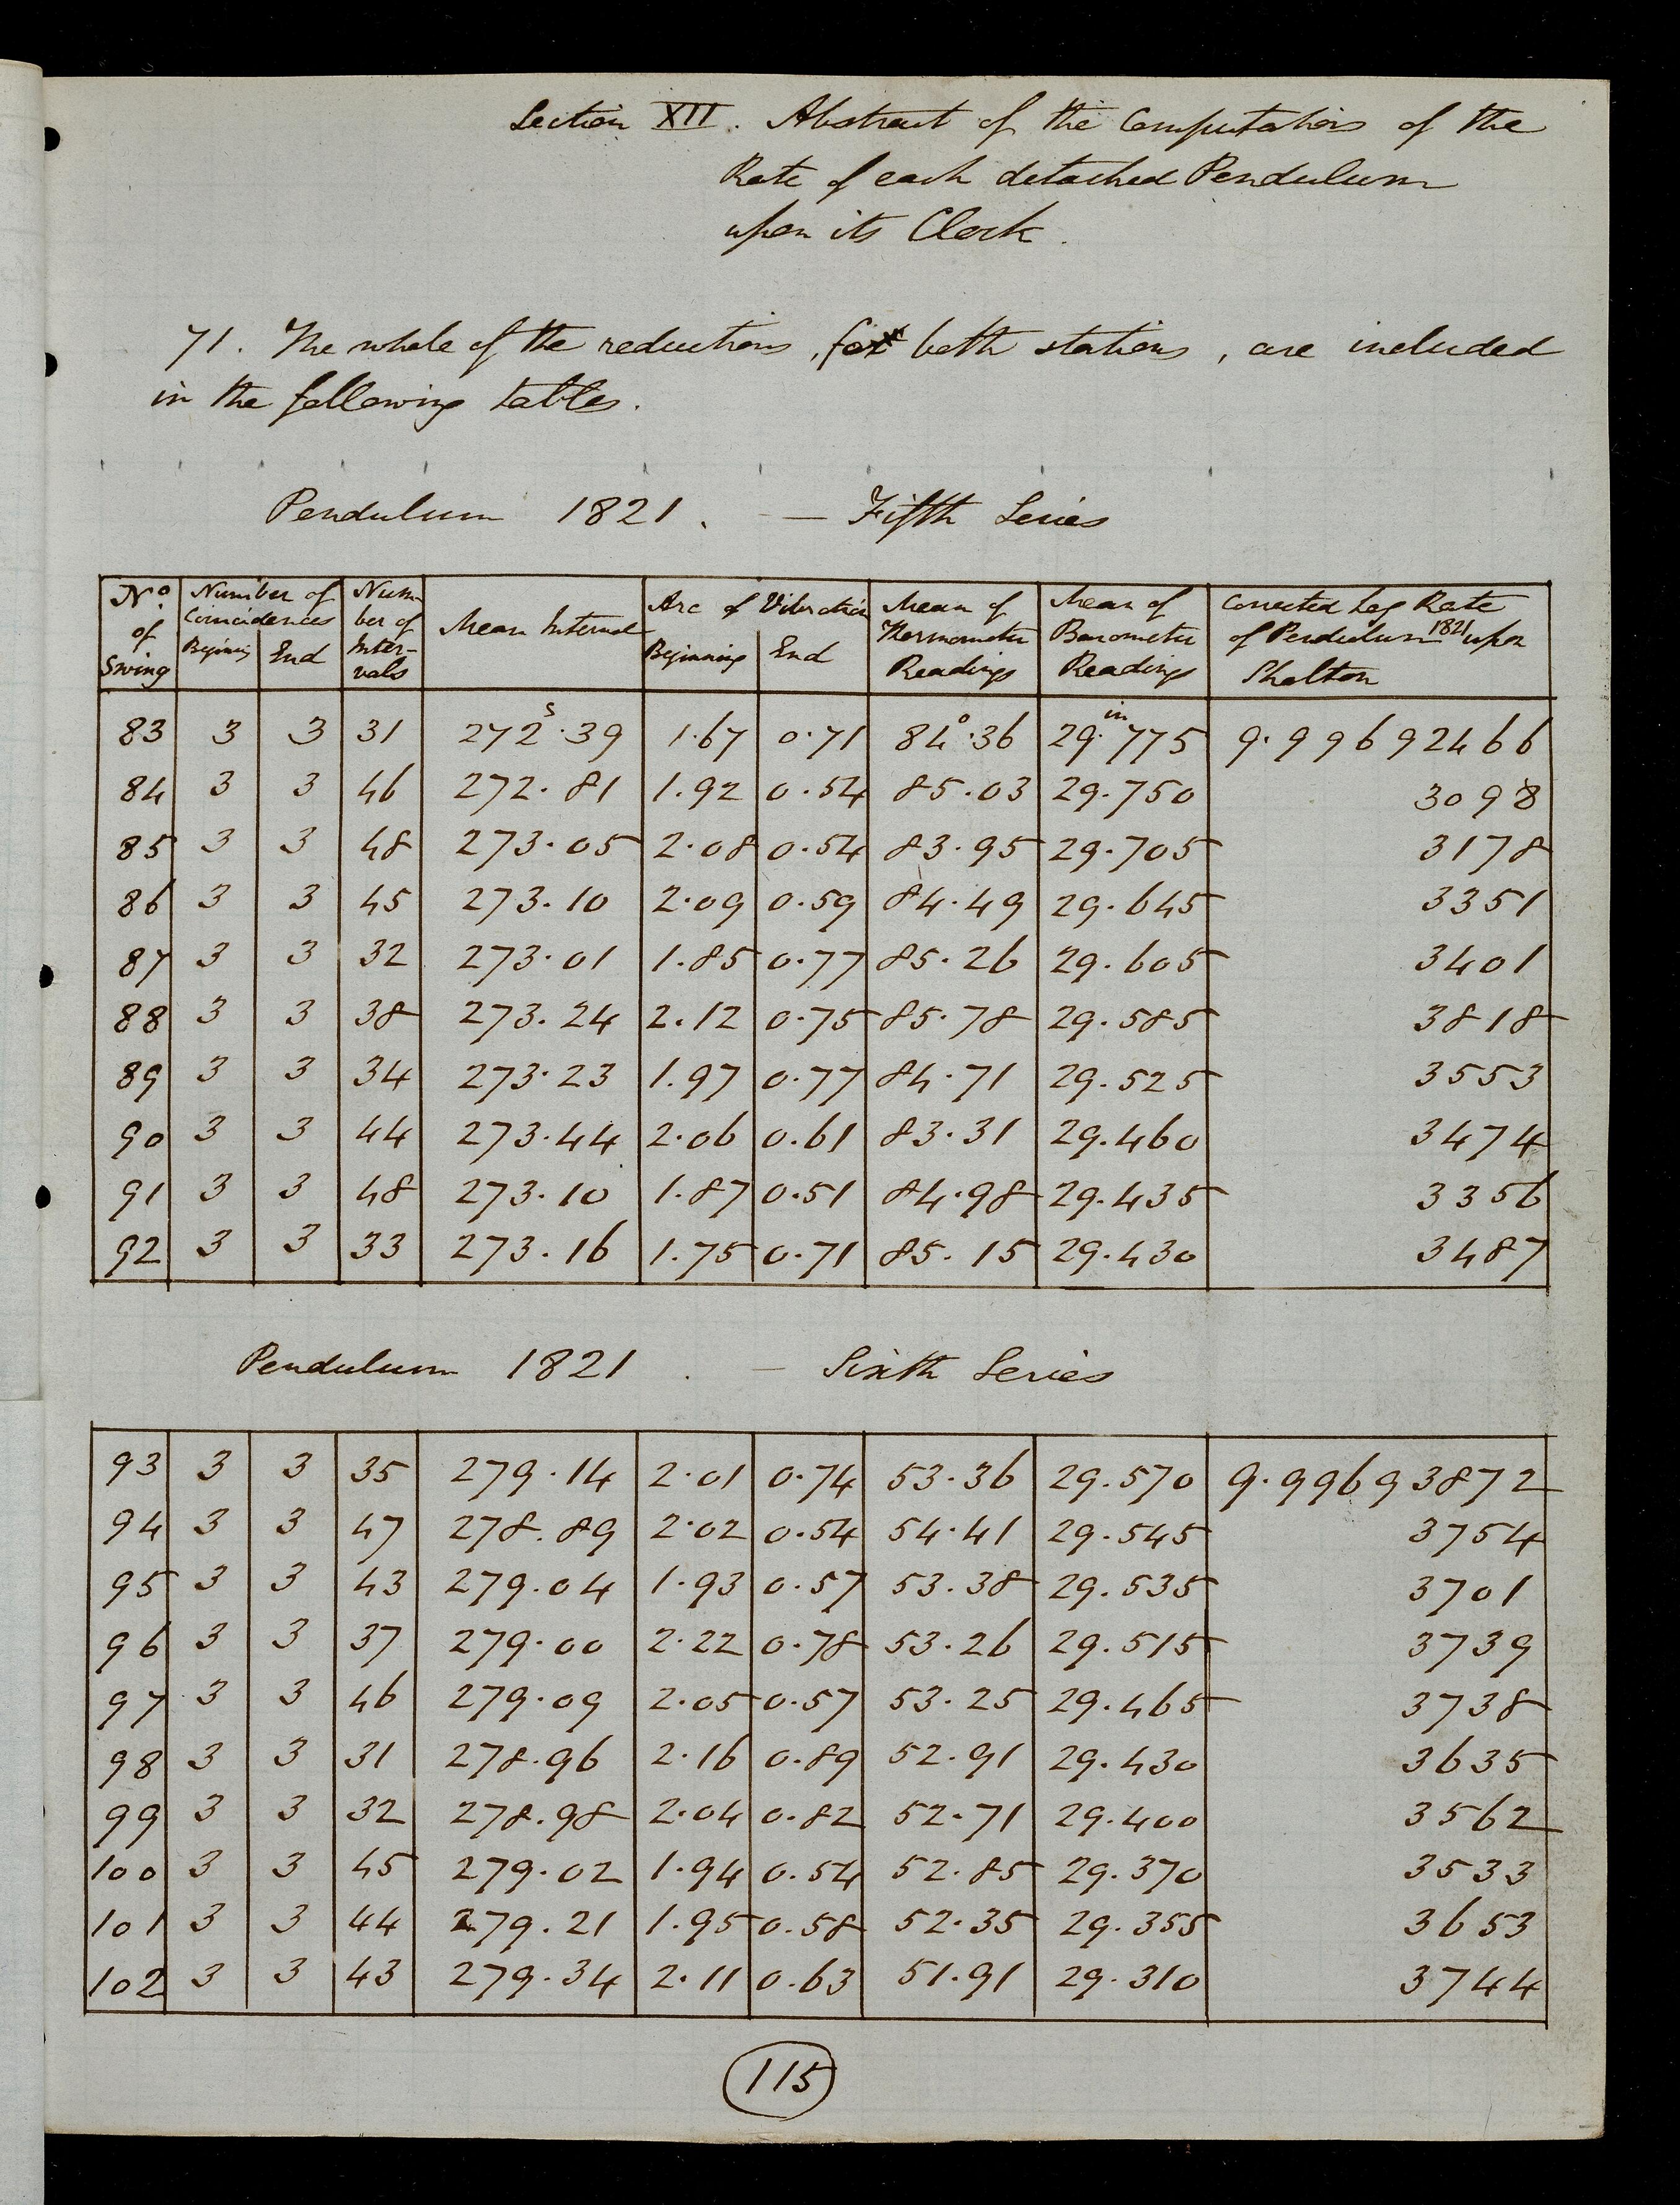 Section XII. Abstract of the Computations of the
Rate of each detached Pendulum
upon its Clock.
71. The whole of the reductions, for both stations, are included
in the following tables.
Pendulum 1821. — Fifth Series
No. of Swing | Number of Coincidences Beginning | End | Number of Inter-vals | Mean Interval | Arc of Vibration Beginning | End | Mean of Thermometer Readings | Mean of Barometer Readings | Corrected Log Rate of Pendulum 1821 upon Shelton
83 3 3 31 272s.39 1.67 0.71 84°.36 29in.775 9.996692466
84 3 3 46 272.81 1.92 0.54 85.03 29.750 3098
85 3 3 48 273.05 2.08 0.54 83.95 29.705 3178
86 3 3 45 273.10 2.09 0.59 84.49 29.645 3351
87 3 3 32 273.01 1.85 0.77 85.26 29.605 3401
88 3 3 38 273.24 2.12 0.75 85.78 29.585 3818
89 3 3 34 273.23 1.97 0.77 84.71 29.525 3553
90 3 3 44 273.44 2.06 0.61 83.31 29.460 3474
91 3 3 48 273.10 1.87 0.51 84.98 29.435 3356
92 3 3 33 273.16 1.75 0.71 85.15 29.430 3487
Pendulum 1821. — Sixth Series
93 3 3 35 279.14 2.01 0.74 53.36 29.570 9.996693872
94 3 3 47 278.89 2.02 0.54 54.41 29.545 3754
95 3 3 43 279.04 1.93 0.57 53.38 29.535 3701
96 3 3 37 279.00 2.22 0.78 53.26 29.515 3739
97 3 3 46 279.09 2.05 0.57 53.25 29.465 3738
98 3 3 31 278.96 2.16 0.89 52.91 29.430 3635
99 3 3 32 278.98 2.04 0.82 52.71 29.400 3562
100 3 3 45 279.02 1.94 0.54 52.85 29.370 3533
101 3 3 44 279.21 1.95 0.58 52.35 29.355 3653
102 3 3 43 279.34 2.11 0.63 51.91 29.310 3744
115